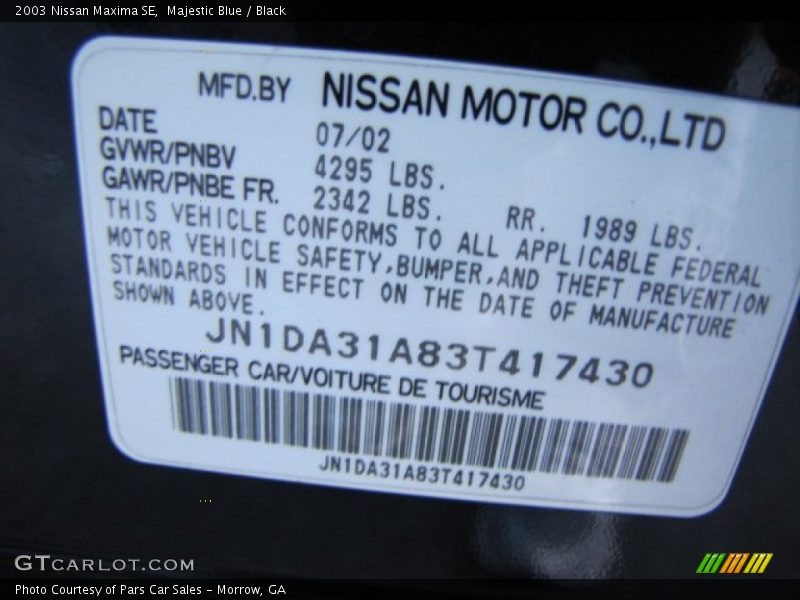 2003 Nissan Maxima SE,  Majestic Blue / Black
MFD.BY NISSAN MOTOR CO.,LTD
DATE 07/02
GVWR/PNBV 4295 LBS.
GAWR/PNBE FR. 2342 LBS. RR. 1989 LBS.
THIS VEHICLE CONFORMS TO ALL APPLICABLE FEDERAL
MOTOR VEHICLE SAFETY,BUMPER,AND THEFT PREVENTION
STANDARDS IN EFFECT ON THE DATE OF MANUFACTURE
SHOWN ABOVE.
JN1DA31A83T417430
PASSENGER CAR/VOITURE DE TOURISME
JN1DA31A83T417430
GTCARLOT.COM
Photo Courtesy of Pars Car Sales - Morrow, GA